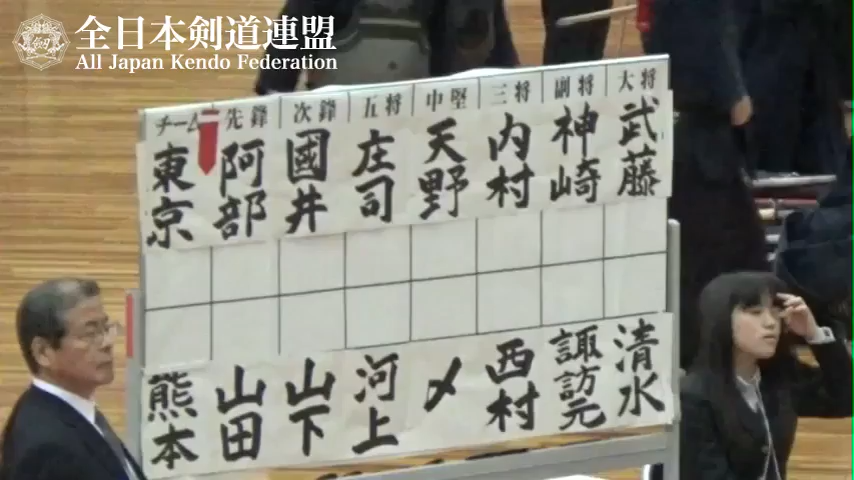 全日本剣道連盟
All Japan Kendo Federation
チーム 先鋒 次鋒 五将 中堅 三将 副将 大将
東京 阿部 國井 庄司 天野 内村 神崎 武藤
熊本 山田 山下 河上 〆 西村 諏訪元 清水